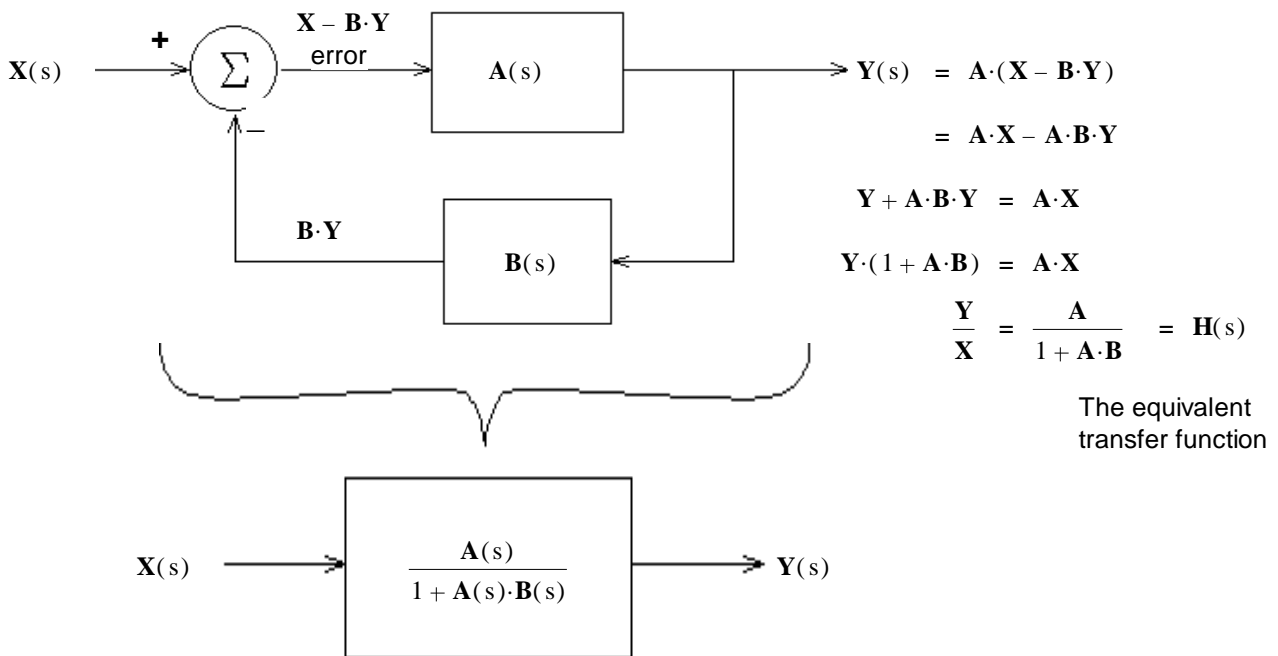 X – B·Y
+
error
X(s)
Σ
A(s)
Y(s) = A·(X – B·Y)
–
= A·X – A·B·Y
Y + A·B·Y = A·X
B·Y
B(s)
Y·(1 + A·B) = A·X
Y/X = A/(1 + A·B) = H(s)
The equivalent
transfer function
X(s)
A(s)
1 + A(s)·B(s)
Y(s)